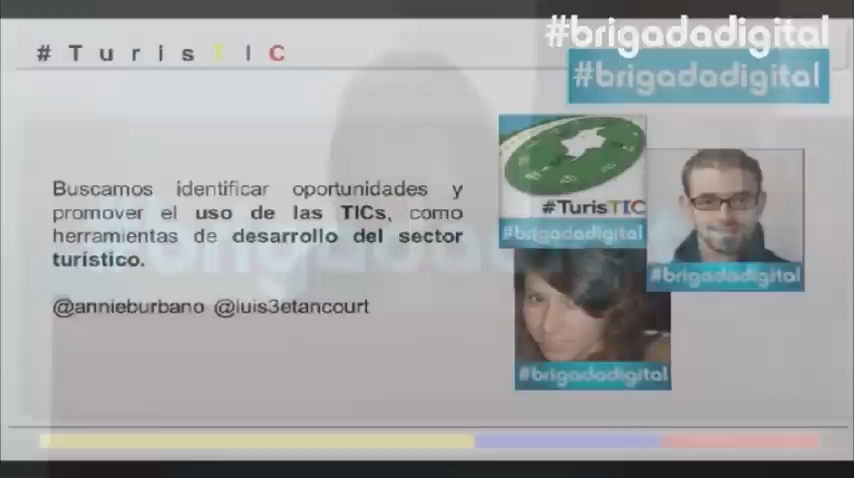 #brigadadigital
#TurisTIC
#brigadadigital
Buscamos identificar oportunidades y
promover el uso de las TICs, como
herramientas de desarrollo del sector
turístico.
@annieburbano @luis3etancourt
#TurisTIC
#brigadadigital
#brigadadigital
#brigadadigital